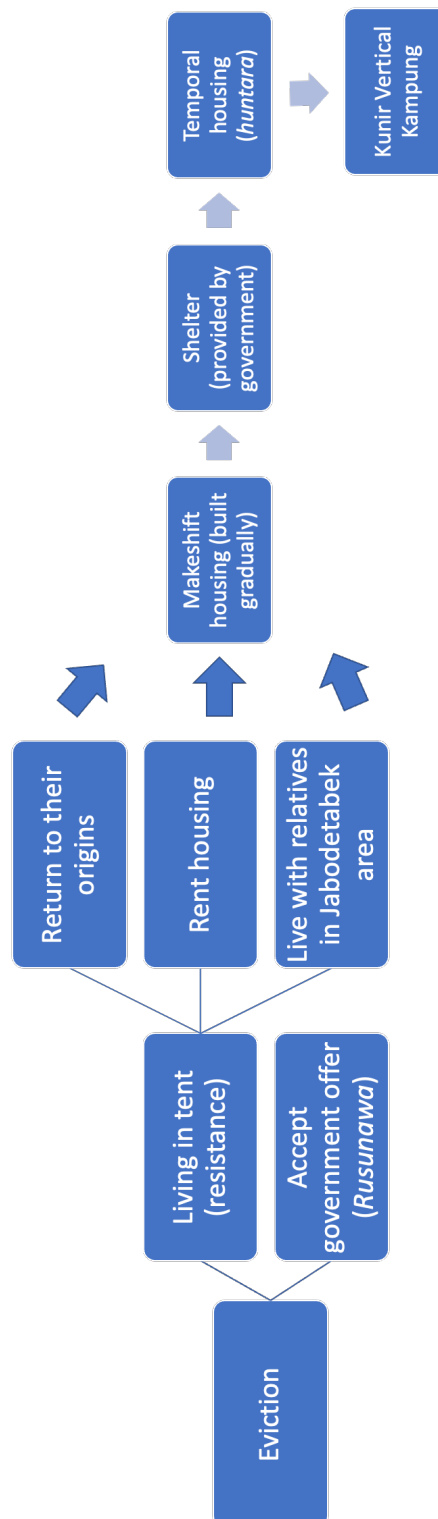 Eviction
Living in tent
(resistance)
Accept
government offer
(Rusunawa)
Return to their
origins
Rent housing
Live with relatives
in Jabodetabek
area
Makeshift
housing (built
gradually)
Shelter
(provided by
government)
Temporal
housing
(huntara)
Kunir Vertical
Kampung